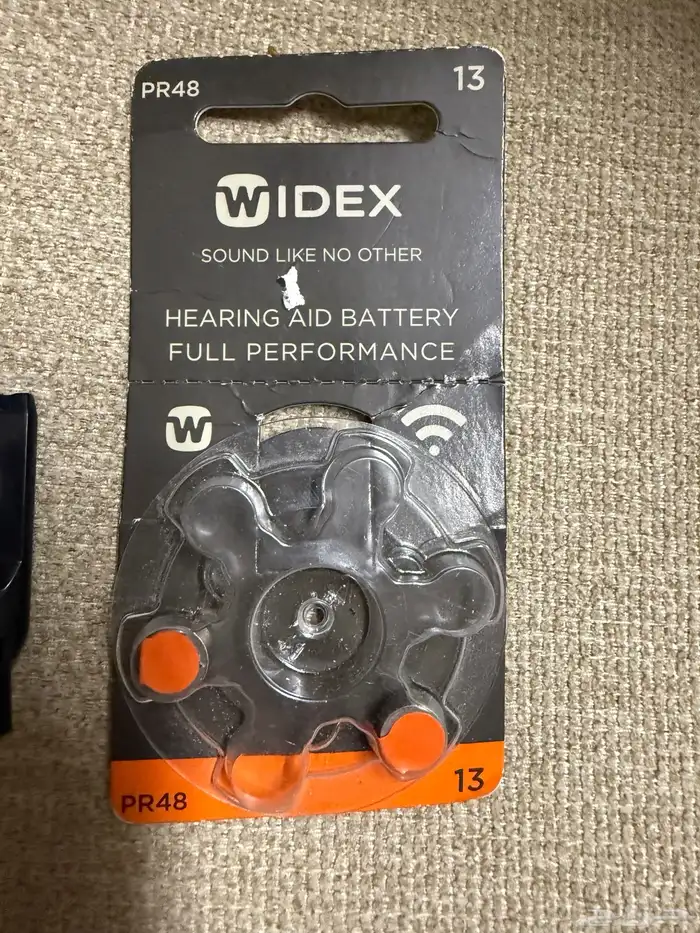 PR48
13
WIDEX
SOUND LIKE NO OTHER
HEARING AID BATTERY
FULL PERFORMANCE
W
PR48
13